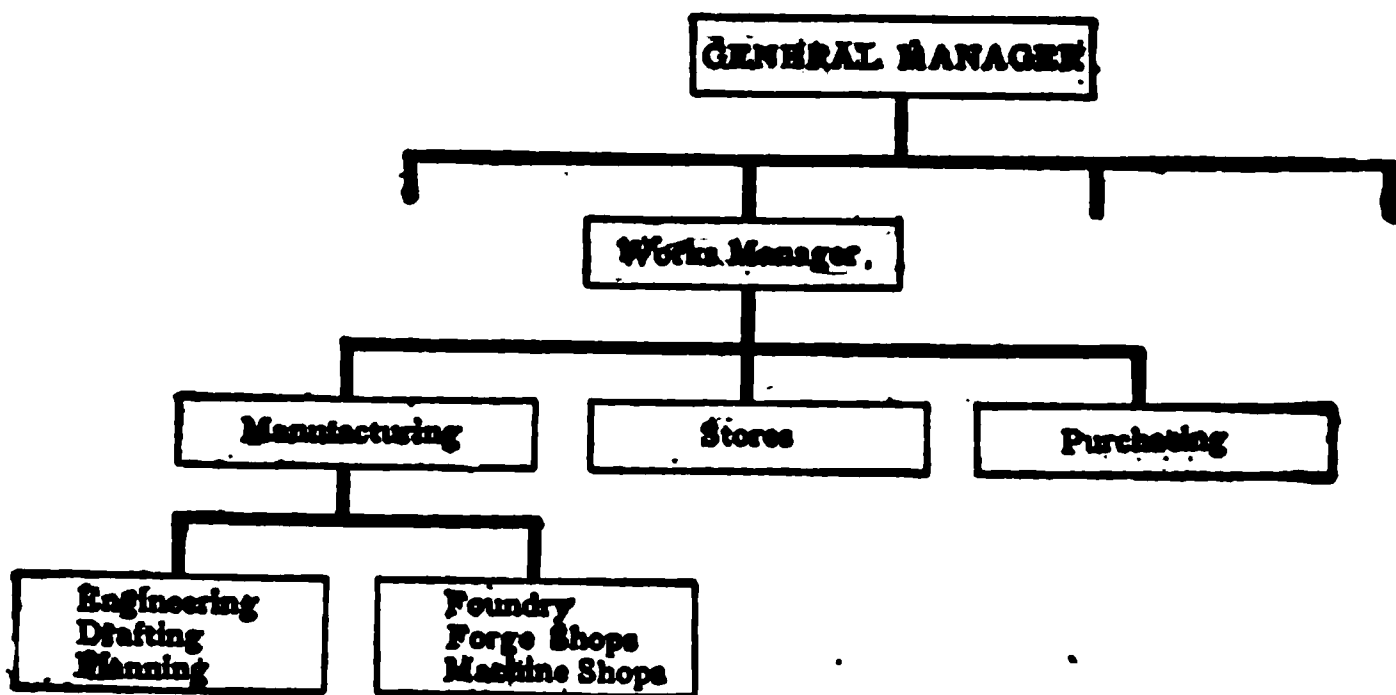 GENERAL MANAGER
Works Manager.
Manufacturing
Stores
Purchasing
Engineering
Drafting
Planning
Foundry
Forge Shops
Machine Shops